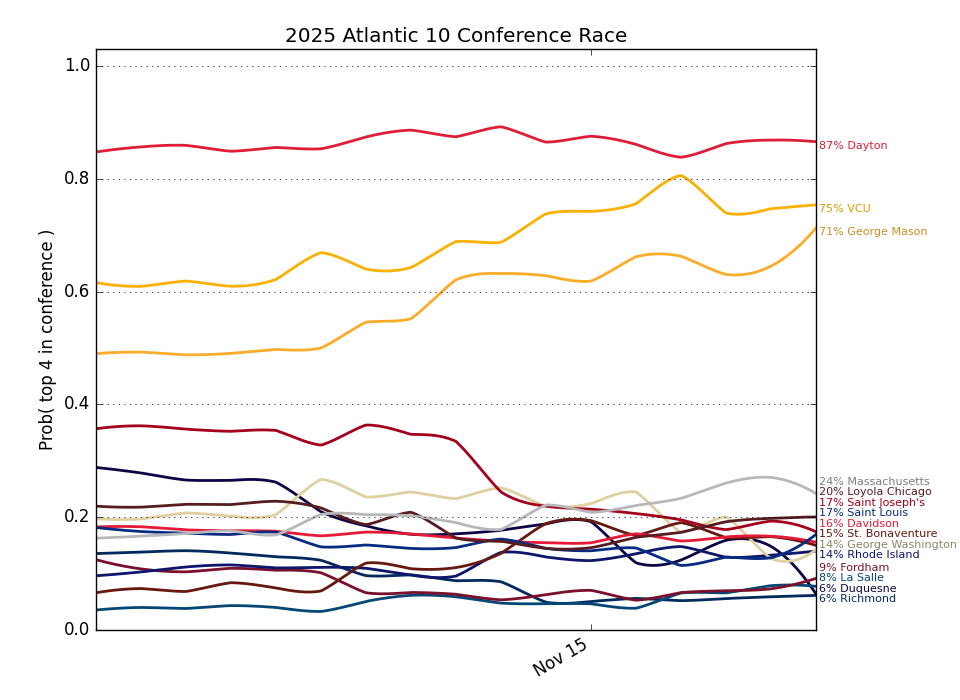 2025 Atlantic 10 Conference Race
Prob( top 4 in conference )
1.0
0.8
0.6
0.4
0.2
0.0
Nov 15
87% Dayton
75% VCU
71% George Mason
24% Massachusetts
20% Loyola Chicago
17% Saint Joseph's
17% Saint Louis
16% Davidson
15% St. Bonaventure
14% George Washington
14% Rhode Island
9% Fordham
8% La Salle
6% Duquesne
6% Richmond